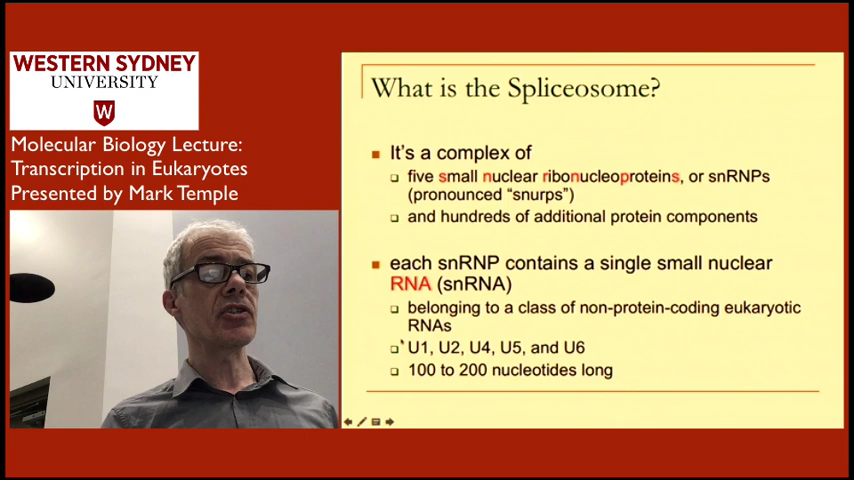 WESTERN SYDNEY
UNIVERSITY
W
Molecular Biology Lecture:
Transcription in Eukaryotes
Presented by Mark Temple
What is the Spliceosome?
It's a complex of
five small nuclear ribonucleoproteins, or snRNPs
(pronounced “snurps”)
and hundreds of additional protein components
each snRNP contains a single small nuclear
RNA (snRNA)
belonging to a class of non-protein-coding eukaryotic
RNAs
U1, U2, U4, U5, and U6
100 to 200 nucleotides long